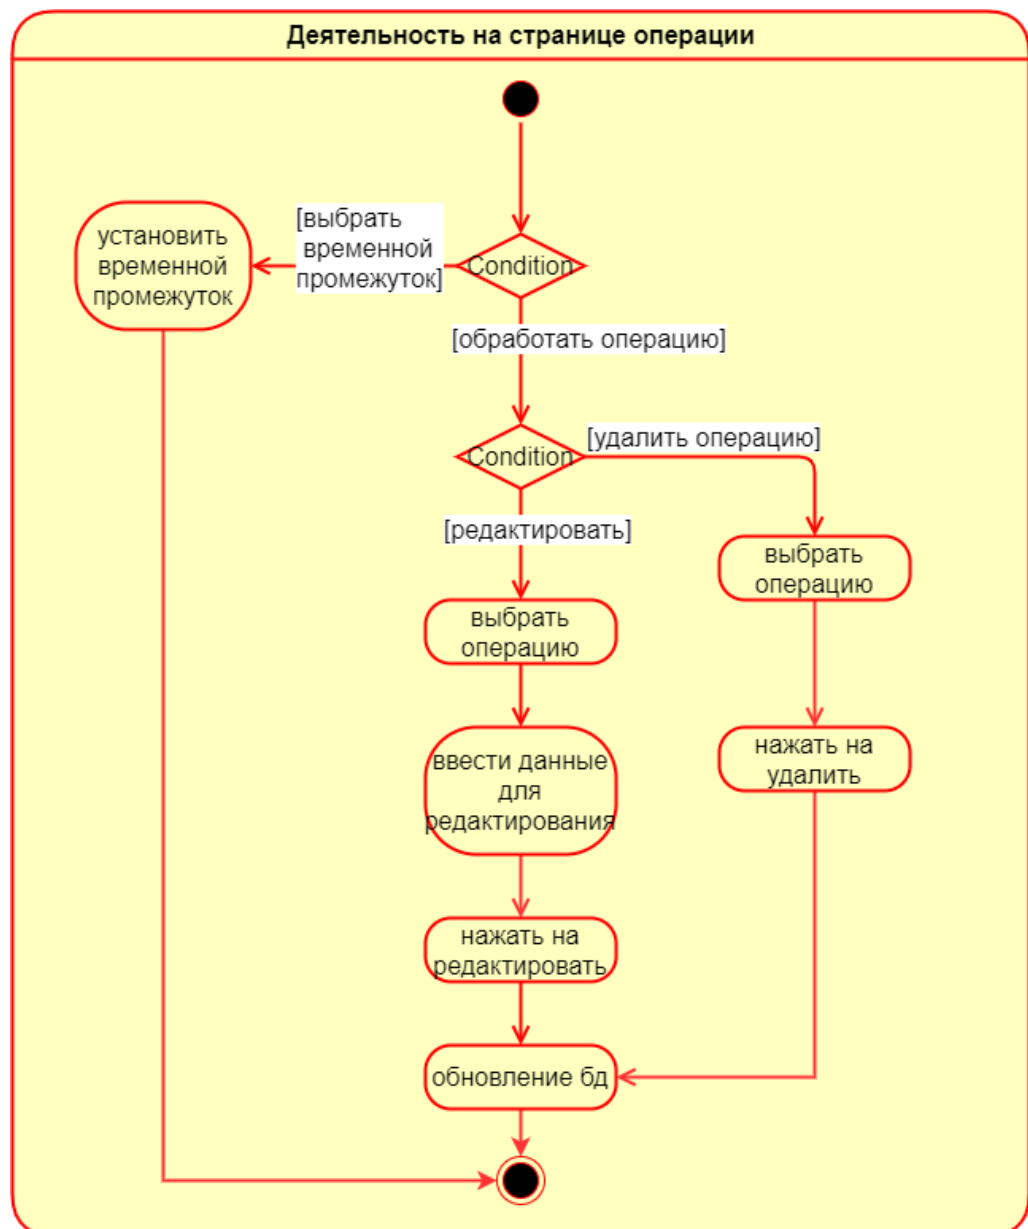 Деятельность на странице операции
установить
временной
промежуток
[выбрать
временной
промежуток]
Condition
[обработать операцию]
Condition
[удалить операцию]
[редактировать]
выбрать
операцию
выбрать
операцию
ввести данные
для
редактирования
нажать на
удалить
нажать на
редактировать
обновление бд